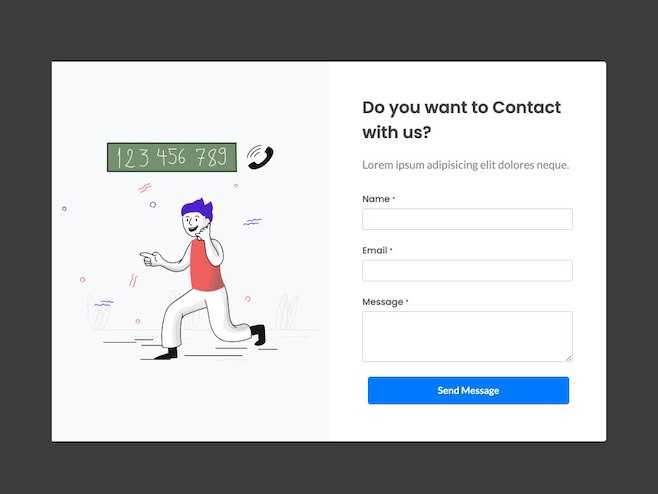 123 456 789
Do you want to Contact
with us?
Lorem ipsum adipisicing elit dolores neque.
Name *
Email *
Message *
Send Message